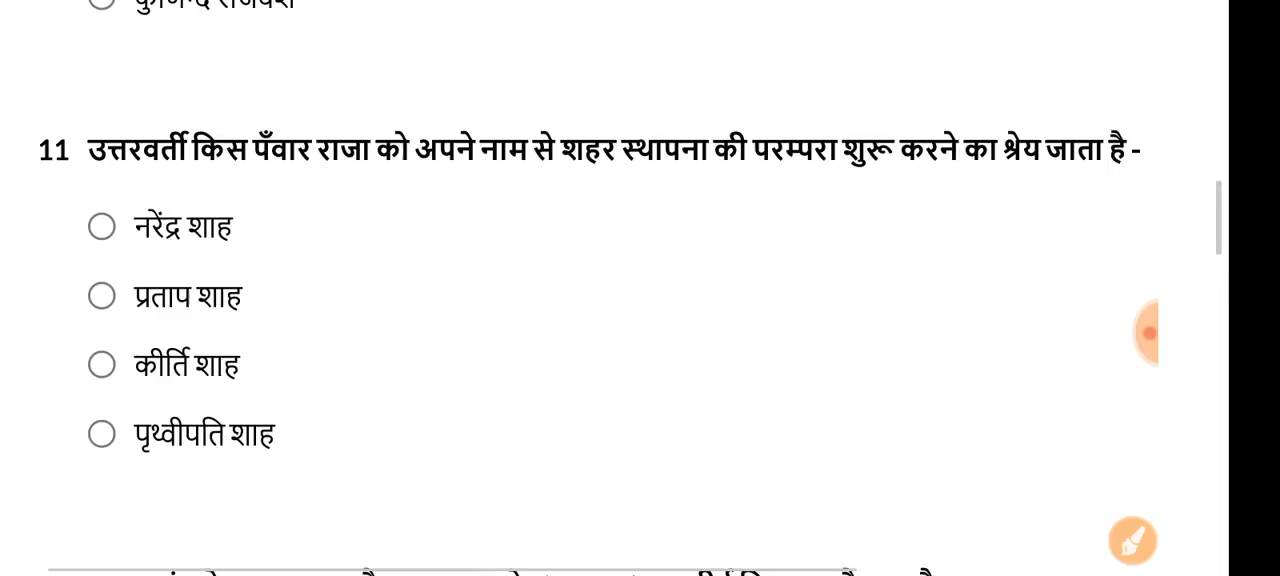 11 उत्तरवर्ती किस पँवार राजा को अपने नाम से शहर स्थापना की परम्परा शुरू करने का श्रेय जाता है -
नरेंद्र शाह
प्रताप शाह
कीर्ति शाह
पृथ्वीपति शाह